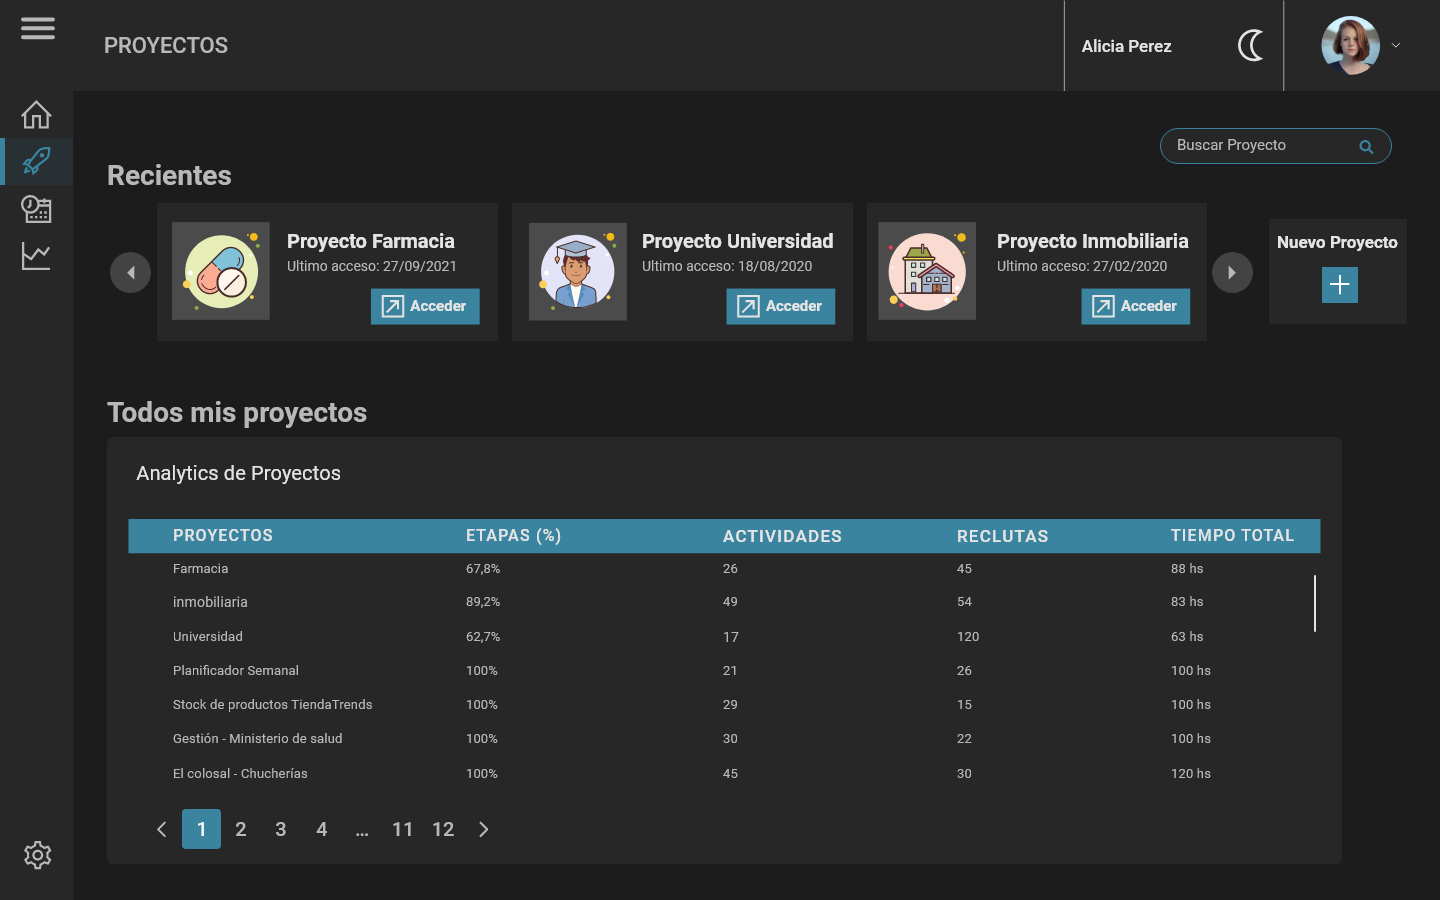 PROYECTOS
Alicia Perez
Buscar Proyecto
Recientes
Proyecto Farmacia
Ultimo acceso: 27/09/2021
Acceder
Proyecto Universidad
Ultimo acceso: 18/08/2020
Acceder
Proyecto Inmobiliaria
Ultimo acceso: 27/02/2020
Acceder
Nuevo Proyecto
Todos mis proyectos
Analytics de Proyectos
PROYECTOS ETAPAS (%) ACTIVIDADES RECLUTAS TIEMPO TOTAL
Farmacia 67,8% 26 45 88 hs
inmobiliaria 89,2% 49 54 83 hs
Universidad 62,7% 17 120 63 hs
Planificador Semanal 100% 21 26 100 hs
Stock de productos TiendaTrends 100% 29 15 100 hs
Gestión - Ministerio de salud 100% 30 22 100 hs
El colosal - Chucherías 100% 45 30 120 hs
1 2 3 4 ... 11 12